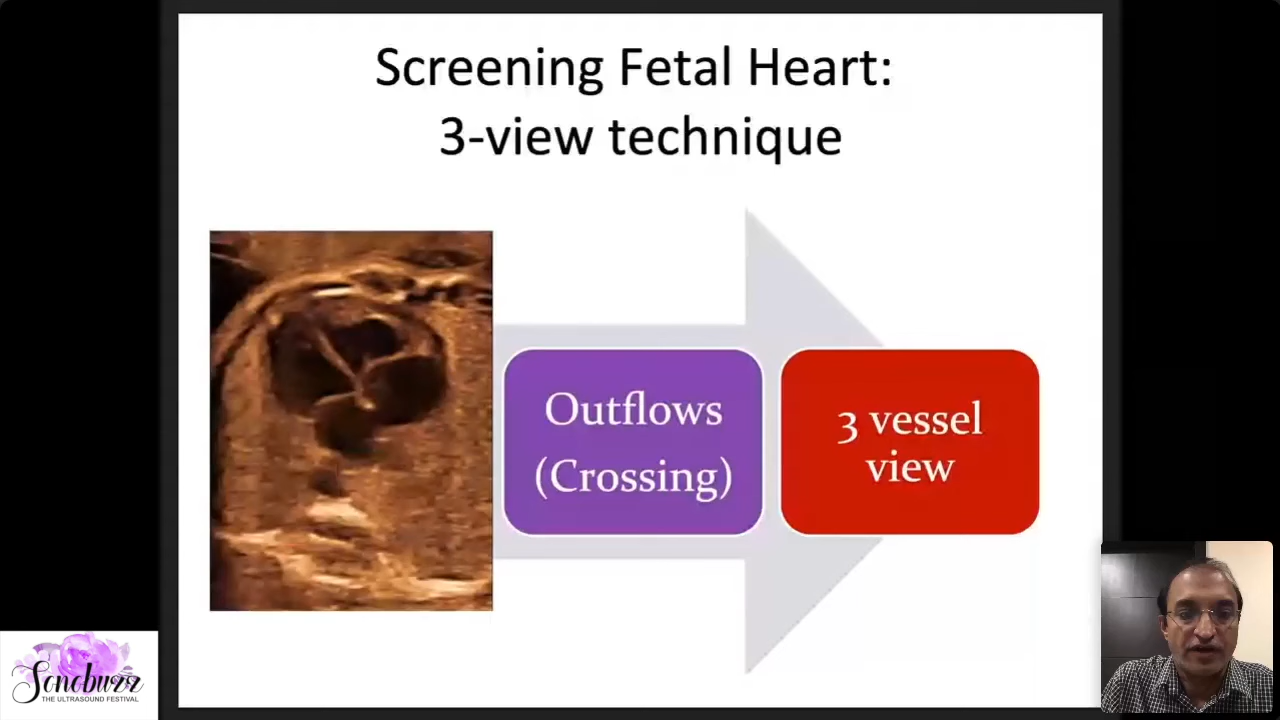 Screening Fetal Heart:
3-view technique
Outflows
(Crossing)
3 vessel
view
Sonobuzz
THE ULTRASOUND FESTIVAL